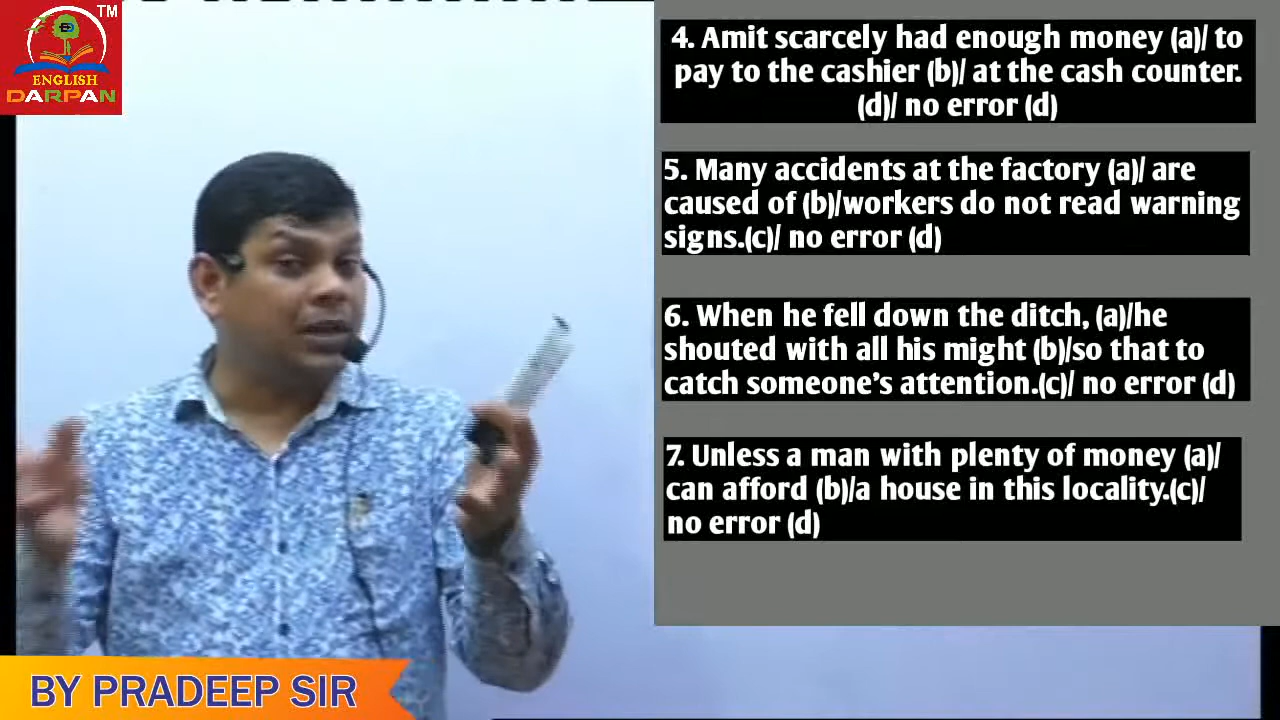 TM
ENGLISH
DARPAN
4. Amit scarcely had enough money (a)/ to
pay to the cashier (b)/ at the cash counter.
(d)/ no error (d)
5. Many accidents at the factory (a)/ are
caused of (b)/workers do not read warning
signs.(c)/ no error (d)
6. When he fell down the ditch, (a)/he
shouted with all his might (b)/so that to
catch someone’s attention.(c)/ no error (d)
7. Unless a man with plenty of money (a)/
can afford (b)/a house in this locality.(c)/
no error (d)
BY PRADEEP SIR